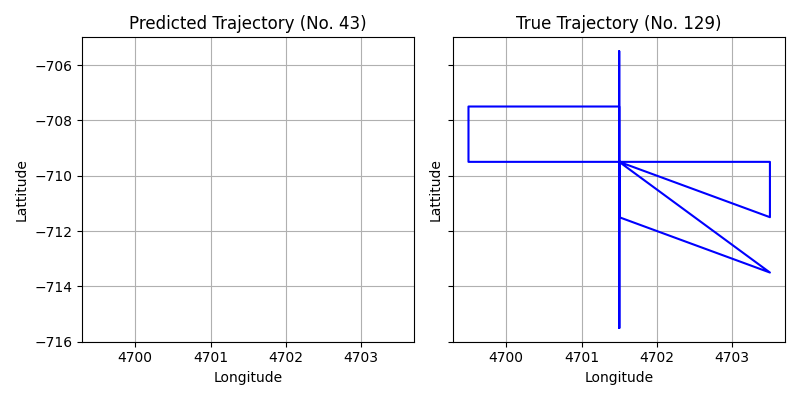 Predicted Trajectory (No. 43)
True Trajectory (No. 129)
−706
−708
−710
−712
−714
−716
Lattitude
Lattitude
4700 4701 4702 4703
4700 4701 4702 4703
Longitude
Longitude